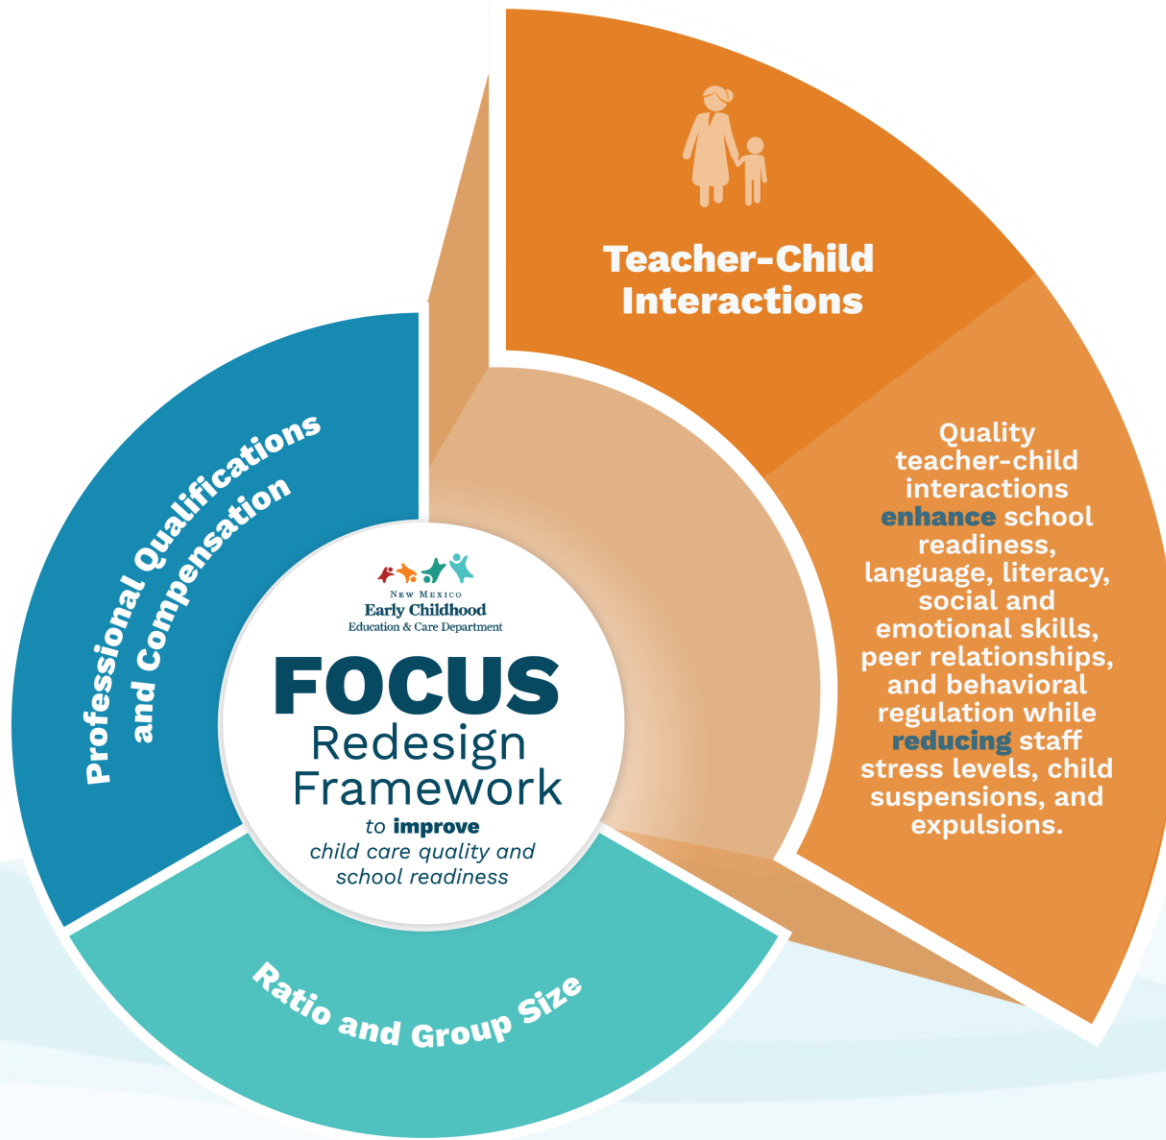 Teacher-Child
Interactions
Quality
teacher-child
interactions
enhance school
readiness,
language, literacy,
social and
emotional skills,
peer relationships,
and behavioral
regulation while
reducing staff
stress levels, child
suspensions, and
expulsions.
Professional Qualifications
and Compensation
New Mexico
Early Childhood
Education & Care Department
FOCUS
Redesign
Framework
to improve
child care quality and
school readiness
Ratio and Group Size